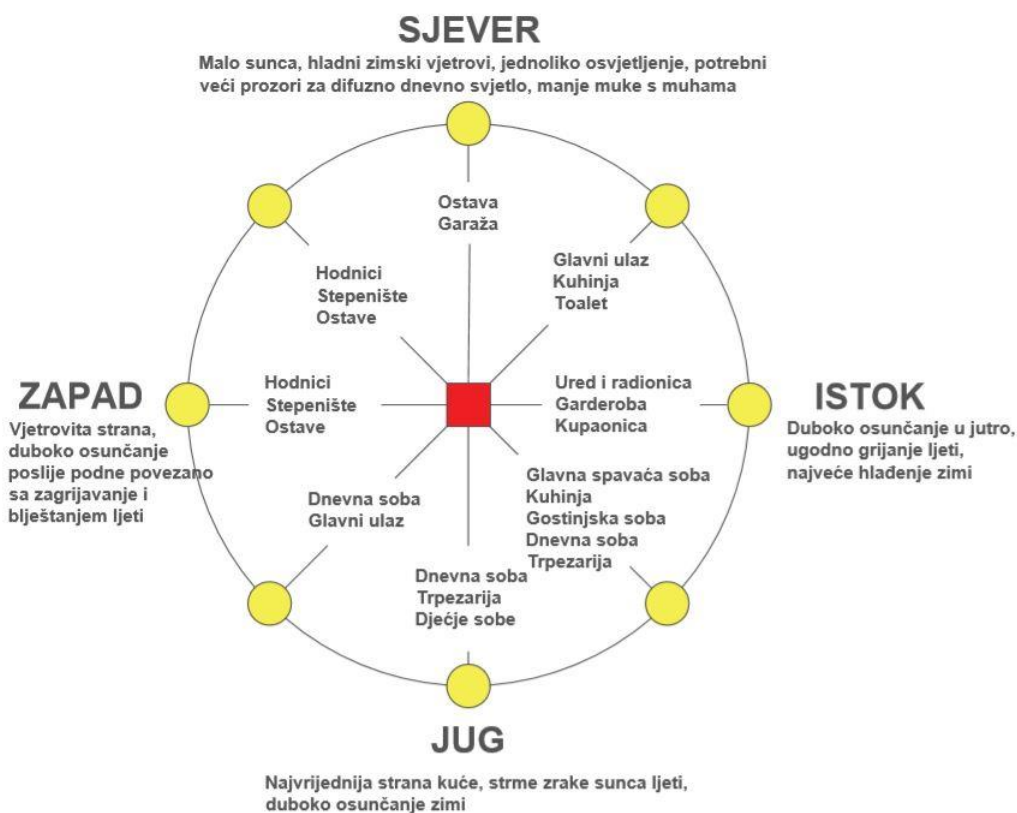 SJEVER
Malo sunca, hladni zimski vjetrovi, jednoliko osvjetljenje, potrebni
veći prozori za difuzno dnevno svjetlo, manje muke s muhama
Ostava
Garaža
Glavni ulaz
Kuhinja
Toalet
Hodnici
Stepenište
Ostave
ZAPAD
Vjetrovita strana,
duboko osunčanje
poslije podne povezano
sa zagrijavanje i
blještanjem ljeti
Hodnici
Stepenište
Ostave
Ured i radionica
Garderoba
Kupaonica
ISTOK
Duboko osunčanje u jutro,
ugodno grijanje ljeti,
najveće hlađenje zimi
Glavna spavaća soba
Kuhinja
Gostinjska soba
Dnevna soba
Trpezarija
Dnevna soba
Glavni ulaz
Dnevna soba
Trpezarija
Djećje sobe
JUG
Najvrijednija strana kuće, strme zrake sunca ljeti,
duboko osunčanje zimi